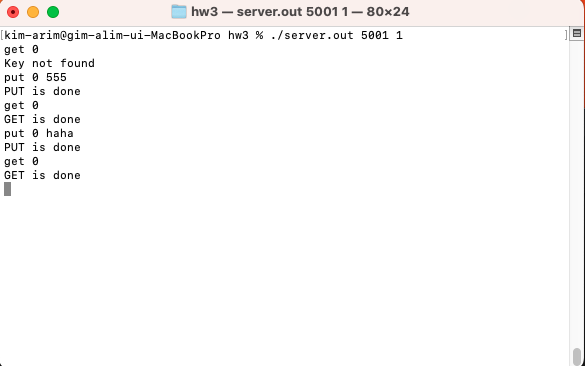 hw3 — server.out 5001 1 — 80×24
[kim-arim@gim-alim-ui-MacBookPro hw3 % ./server.out 5001 1 ]
get 0
Key not found
put 0 555
PUT is done
get 0
GET is done
put 0 haha
PUT is done
get 0
GET is done